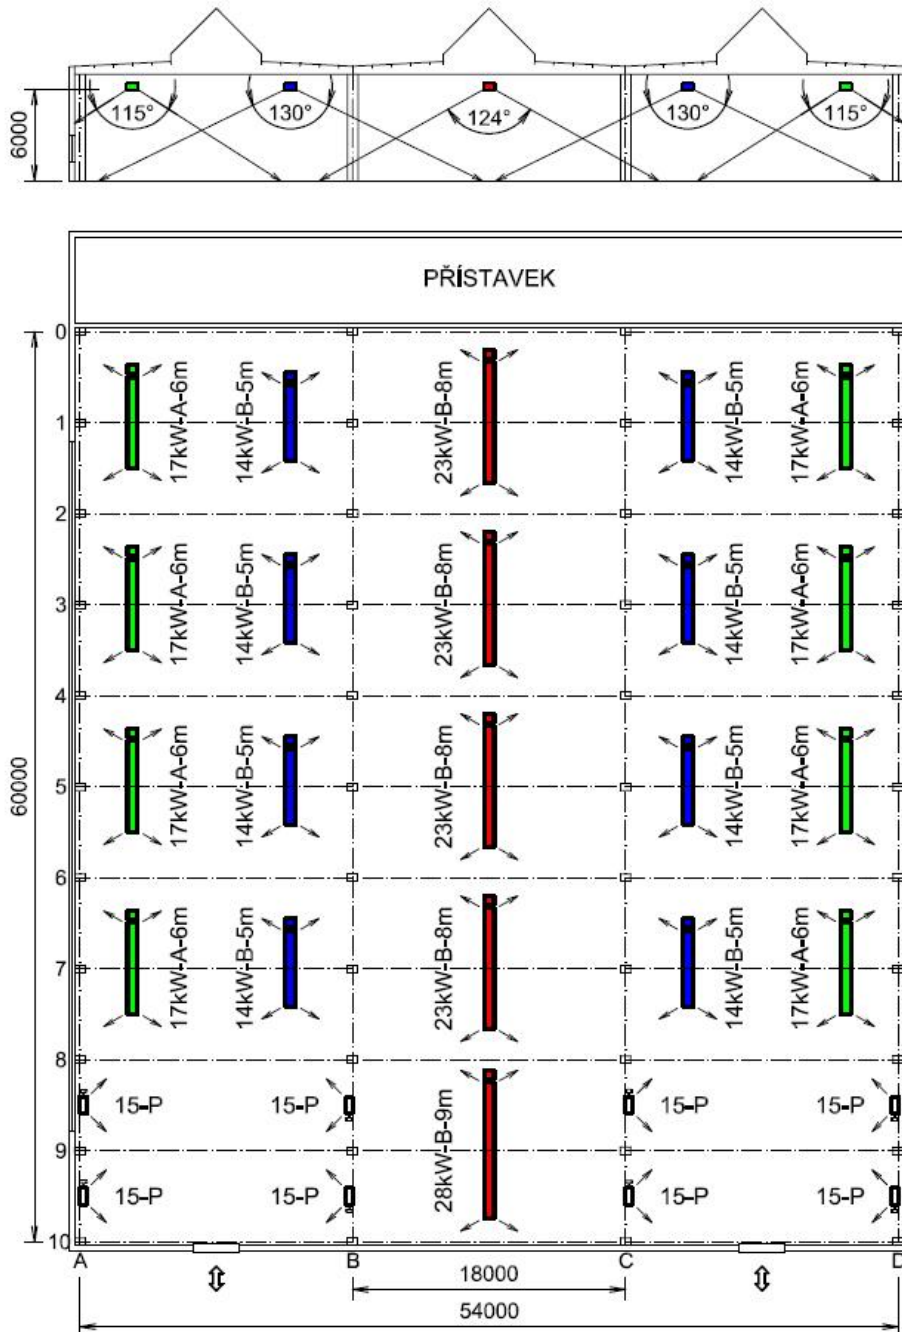 6000
115° 130° 124° 130° 115°
PŘÍSTAVEK
0
17kW-A-6m 14kW-B-5m 23kW-B-8m 14kW-B-5m 17kW-A-6m
1
2
17kW-A-6m 14kW-B-5m 23kW-B-8m 14kW-B-5m 17kW-A-6m
3
4
17kW-A-6m 14kW-B-5m 23kW-B-8m 14kW-B-5m 17kW-A-6m
5
60000
6
17kW-A-6m 14kW-B-5m 23kW-B-8m 14kW-B-5m 17kW-A-6m
7
8
15-P 15-P 28kW-B-9m 15-P 15-P
9
15-P 15-P 15-P 15-P
10
A B C D
18000
54000